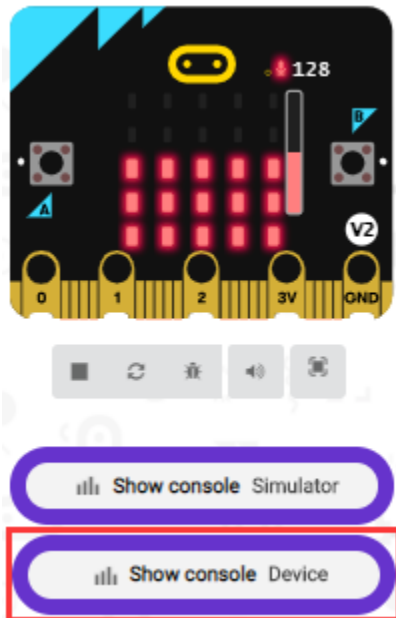 128
B
A
V2
0 1 2 3V GND
Show console Simulator
Show console Device